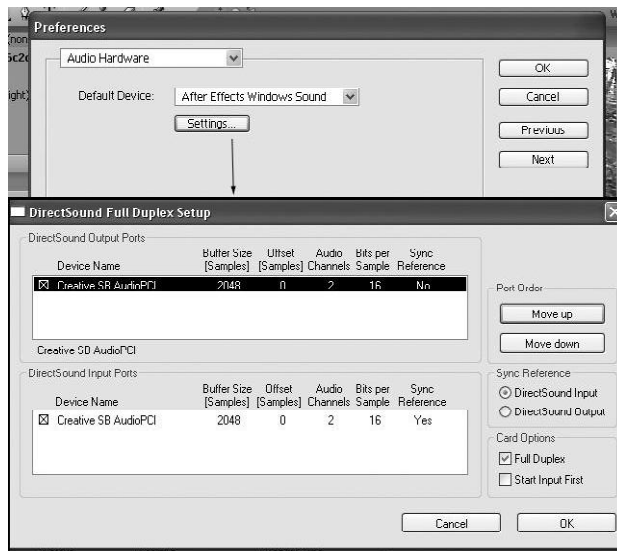 Preferences
Audio Hardware
OK
Default Device: After Effects Windows Sound
Cancel
Settings...
Previous
Next
DirectSound Full Duplex Setup
DirectSound Output Ports
Buffer Size Offset Audio Bits per Sync
Device Name [Samples] [Samples] Channels Sample Reference
Creative SB AudioPCI 2048 0 2 16 No
Port Order
Move up
Move down
Creative SB AudioPCI
DirectSound Input Ports
Buffer Size Offset Audio Bits per Sync
Device Name [Samples] [Samples] Channels Sample Reference
Creative SB AudioPCI 2048 0 2 16 Yes
Sync Reference
DirectSound Input
DirectSound Output
Card Options
Full Duplex
Start Input First
Cancel
OK